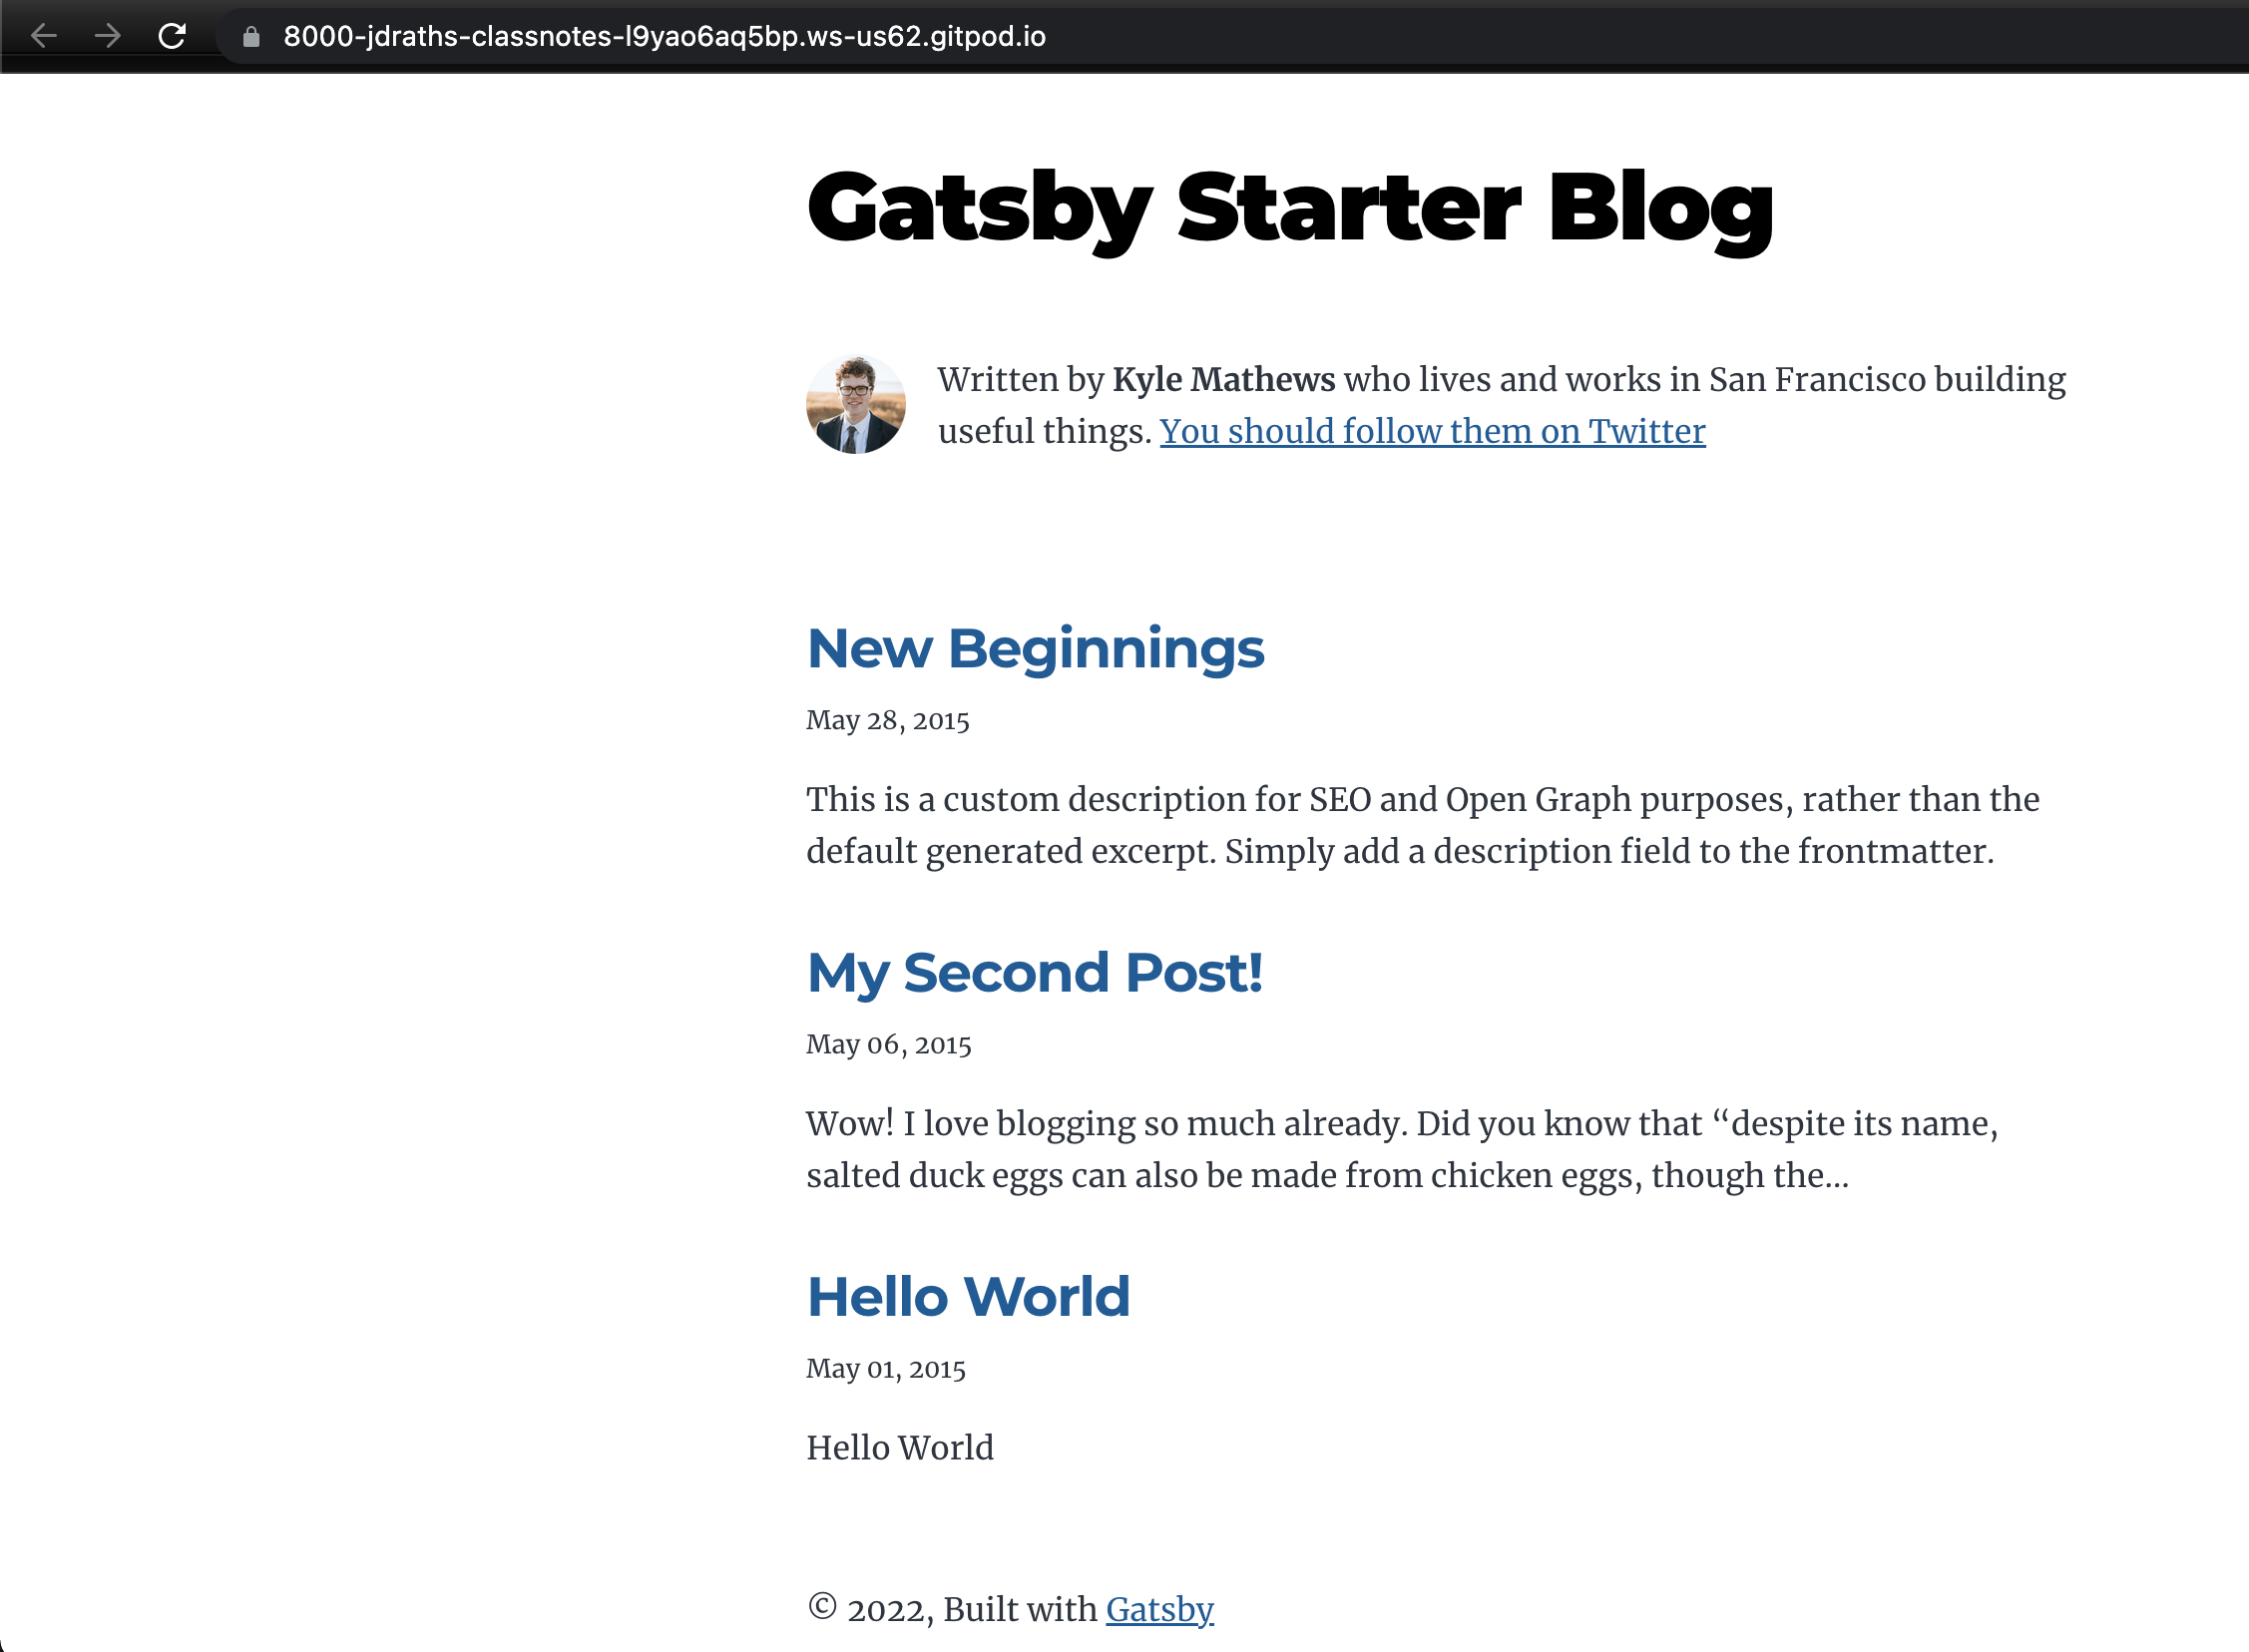 8000-jdraths-classnotes-l9yao6aq5bp.ws-us62.gitpod.io
Gatsby Starter Blog
Written by Kyle Mathews who lives and works in San Francisco building
useful things. You should follow them on Twitter
New Beginnings
May 28, 2015
This is a custom description for SEO and Open Graph purposes, rather than the
default generated excerpt. Simply add a description field to the frontmatter.
My Second Post!
May 06, 2015
Wow! I love blogging so much already. Did you know that “despite its name,
salted duck eggs can also be made from chicken eggs, though the…
Hello World
May 01, 2015
Hello World
© 2022, Built with Gatsby